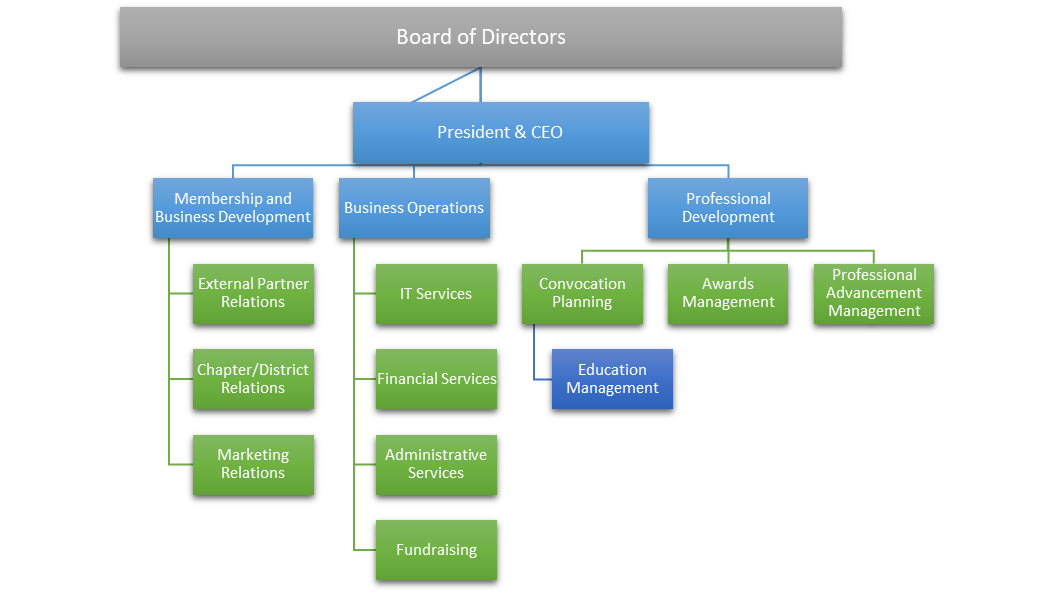 Board of Directors
President & CEO
Membership and
Business Development
Business Operations
Professional
Development
External Partner
Relations
IT Services
Convocation
Planning
Awards
Management
Professional
Advancement
Management
Chapter/District
Relations
Financial Services
Education
Management
Marketing
Relations
Administrative
Services
Fundraising